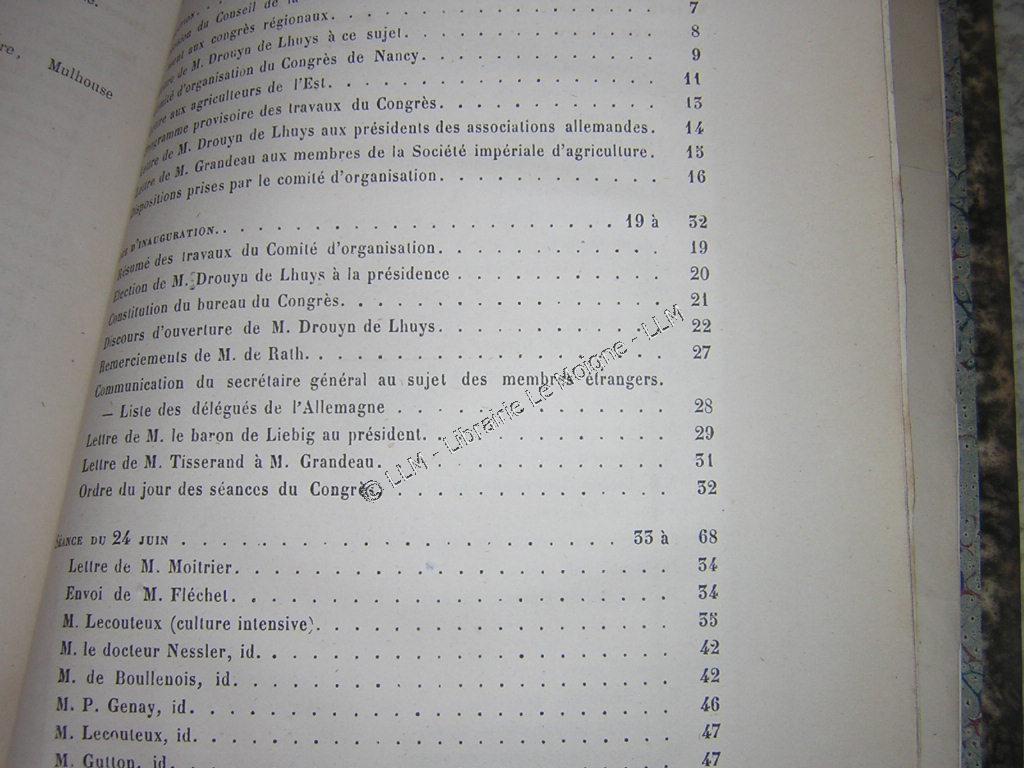 re, Mulhouse
du Conseil de la
aux congrès régionaux. 7
de M. Drouyn de Lhuys à ce sujet. 8
d'organisation du Congrès de Nancy. 9
aux agriculteurs de l'Est. 11
programme provisoire des travaux du Congrès. 13
Lettre de M. Drouyn de Lhuys aux présidents des associations allemandes. 14
Lettre de M. Grandeau aux membres de la Société impériale d'agriculture. 15
Dispositions prises par le comité d'organisation. 16
D'INAUGURATION. 19 à 32
Résumé des travaux du Comité d'organisation. 19
Élection de M. Drouyn de Lhuys à la présidence 20
Constitution du bureau du Congrès. 21
Discours d'ouverture de M. Drouyn de Lhuys. 22
Remerciements de M. de Rath. 27
Communication du secrétaire général au sujet des membres étrangers.
— Liste des délégués de l'Allemagne 28
Lettre de M. le baron de Liebig au président. 29
Lettre de M. Tisserand à M. Grandeau. 31
Ordre du jour des séances du Congrès. 32
SÉANCE DU 24 JUIN 33 à 68
Lettre de M. Moitrier. 34
Envoi de M. Fléchet. 34
M. Lecouteux (culture intensive). 35
M. le docteur Nessler, id. 42
M. de Boullenois, id. 42
M. P. Genay, id. 46
M. Lecouteux, id. 47
M. Gutton, id. 47
© LLM - Librairie Le Moigne - LLM